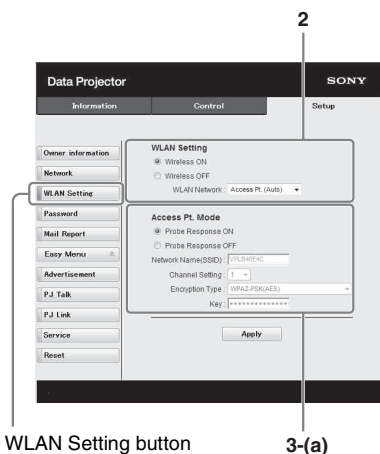 2
Data Projector SONY
Information Control Setup
Owner information
Network
WLAN Setting
Password
Mail Report
Easy Menu
Advertisement
PJ Talk
PJ Link
Service
Reset
WLAN Setting
Wireless ON
Wireless OFF
WLAN Network : Access Pt. (Auto)
Access Pt. Mode
Probe Response ON
Probe Response OFF
Network Name(SSID) :
Channel Setting : 1
Encryption Type : WPA2-PSK(AES)
Key : **************
Apply
WLAN Setting button
3-(a)